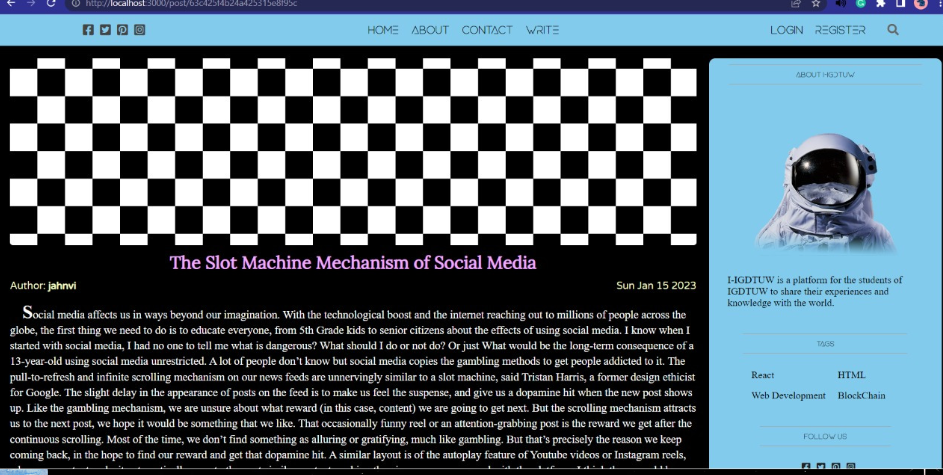 http://localhost:3000/post/63c425f4b24a425315e8f95c
HOME ABOUT CONTACT WRITE
LOGIN REGISTER
The Slot Machine Mechanism of Social Media
Author: jahnvi
Sun Jan 15 2023
Social media affects us in ways beyond our imagination. With the technological boost and the internet reaching out to millions of people across the
globe, the first thing we need to do is to educate everyone, from 5th Grade kids to senior citizens about the effects of using social media. I know when I
started with social media, I had no one to tell me what is dangerous? What should I do or not do? Or just What would be the long-term consequence of a
13-year-old using social media unrestricted. A lot of people don't know but social media copies the gambling methods to get people addicted to it. The
pull-to-refresh and infinite scrolling mechanism on our news feeds are unnervingly similar to a slot machine, said Tristan Harris, a former design ethicist
for Google. The slight delay in the appearance of posts on the feed is to make us feel the suspense, and give us a dopamine hit when the new post shows
up. Like the gambling mechanism, we are unsure about what reward (in this case, content) we are going to get next. But the scrolling mechanism attracts
us to the next post, we hope it would be something that we like. That occasionally funny reel or an attention-grabbing post is the reward we get after the
continuous scrolling. Most of the time, we don't find something as alluring or gratifying, much like gambling. But that's precisely the reason we keep
coming back, in the hope to find our reward and get that dopamine hit. A similar layout is of the autoplay feature of Youtube videos or Instagram reels,
ABOUT HGDTUW
I-IGDTUW is a platform for the students of
IGDTUW to share their experiences and
knowledge with the world.
TAGS
React HTML
Web Development BlockChain
FOLLOW US